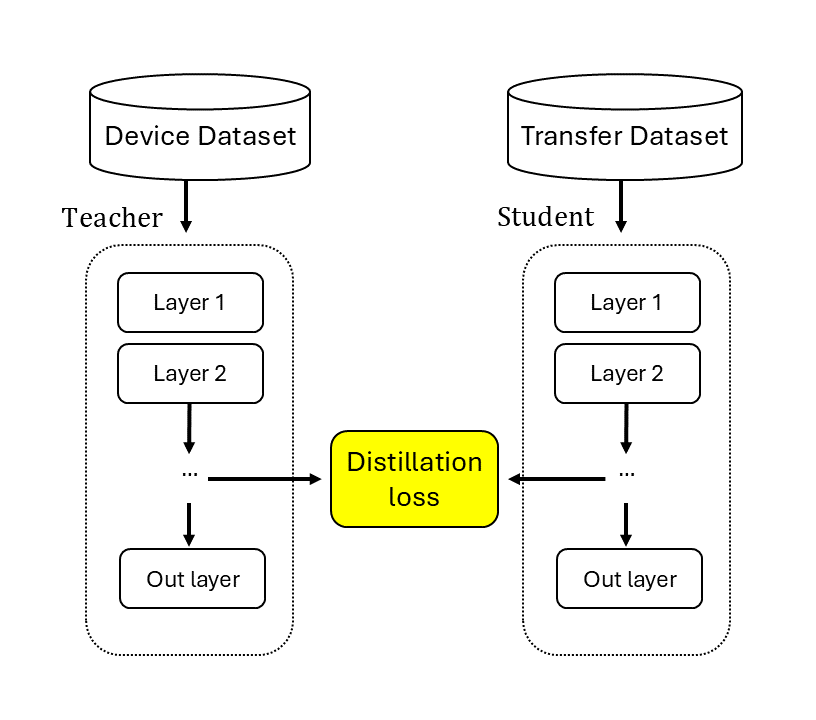 Device Dataset
Transfer Dataset
Teacher
Student
Layer 1
Layer 1
Layer 2
Layer 2
Distillation
loss
...
...
Out layer
Out layer